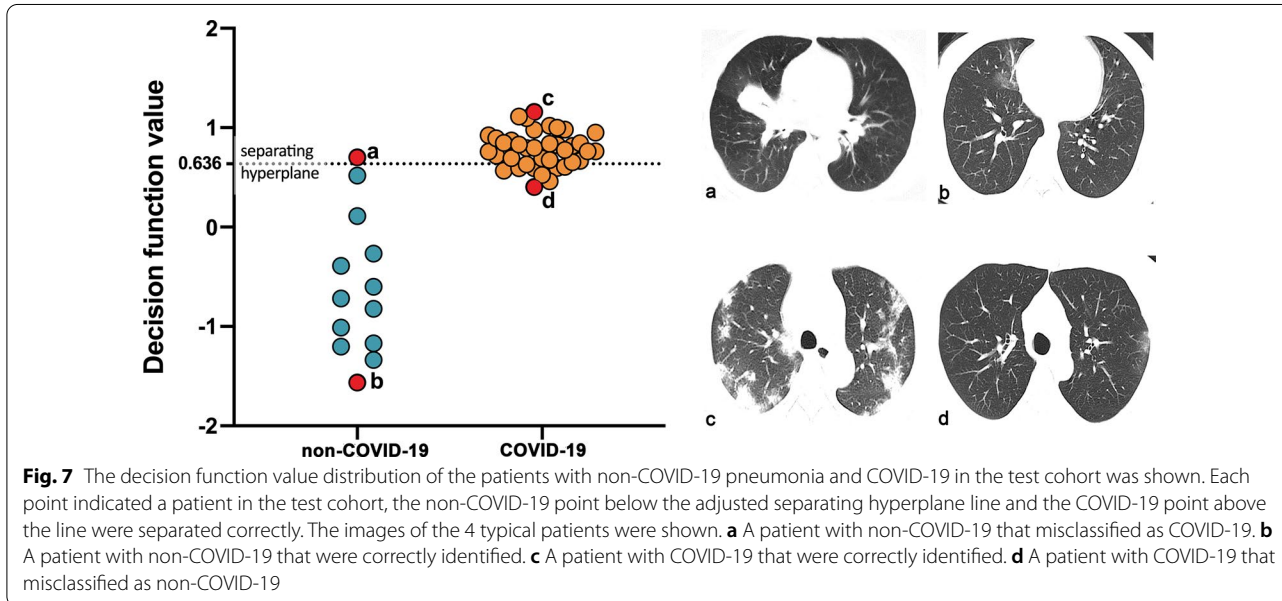 2
1
0.636
0
-1
-2
Decision function value
separating
hyperplane
a
b
c
d
non-COVID-19
COVID-19
a
b
c
d
Fig. 7 The decision function value distribution of the patients with non-COVID-19 pneumonia and COVID-19 in the test cohort was shown. Each
point indicated a patient in the test cohort, the non-COVID-19 point below the adjusted separating hyperplane line and the COVID-19 point above
the line were separated correctly. The images of the 4 typical patients were shown. a A patient with non-COVID-19 that misclassified as COVID-19. b
A patient with non-COVID-19 that were correctly identified. c A patient with COVID-19 that were correctly identified. d A patient with COVID-19 that
misclassified as non-COVID-19